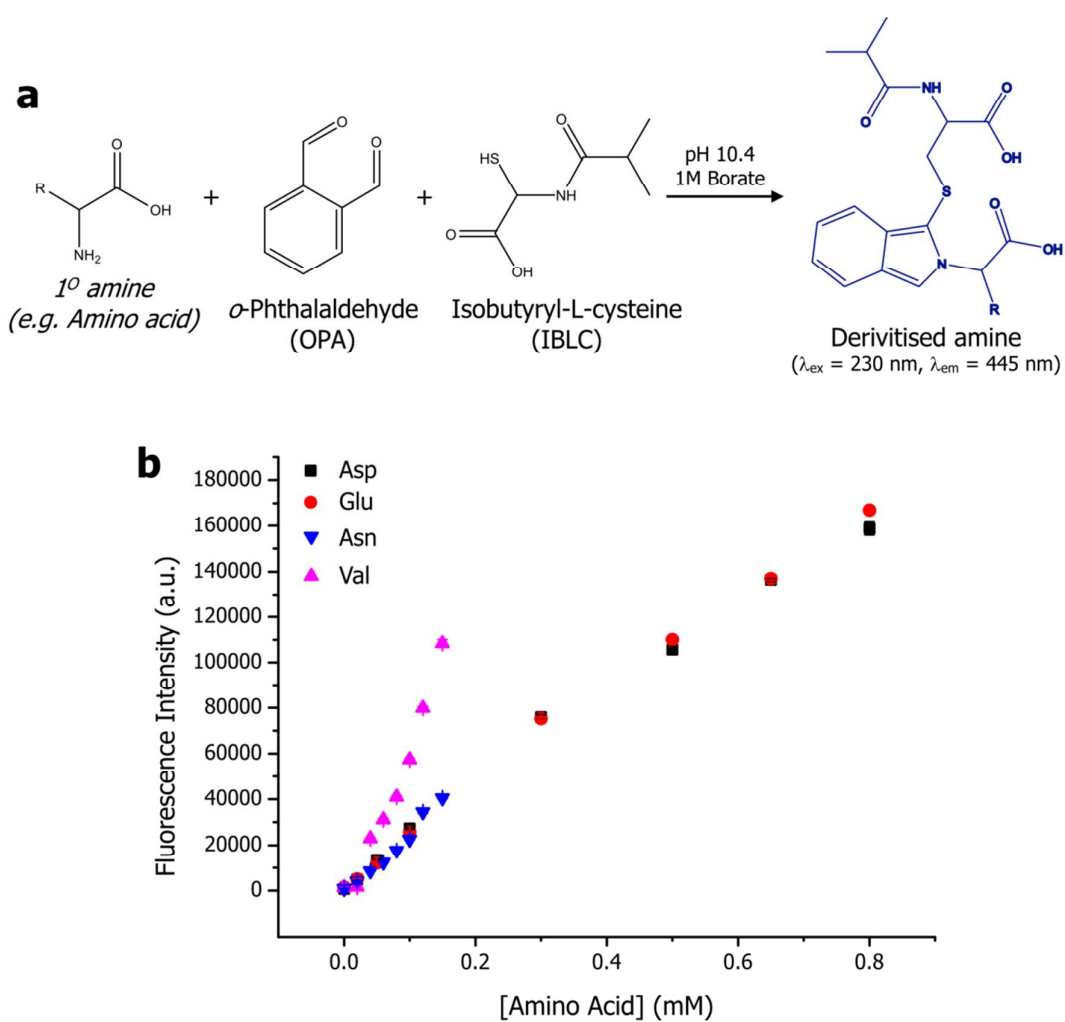 a
R
O
OH
NH₂
1⁰ amine
(e.g. Amino acid)
+
O
O
o-Phthalaldehyde
(OPA)
+
HS
O
NH
O
OH
Isobutyryl-L-cysteine
(IBLC)
pH 10.4
1M Borate
O
NH
O
OH
S
N
O
OH
R
Derivitised amine
(λex = 230 nm, λem = 445 nm)
b
Asp
Glu
Asn
Val
180000
160000
140000
120000
100000
80000
60000
40000
20000
0
Fluorescence Intensity (a.u.)
0.0 0.2 0.4 0.6 0.8
[Amino Acid] (mM)